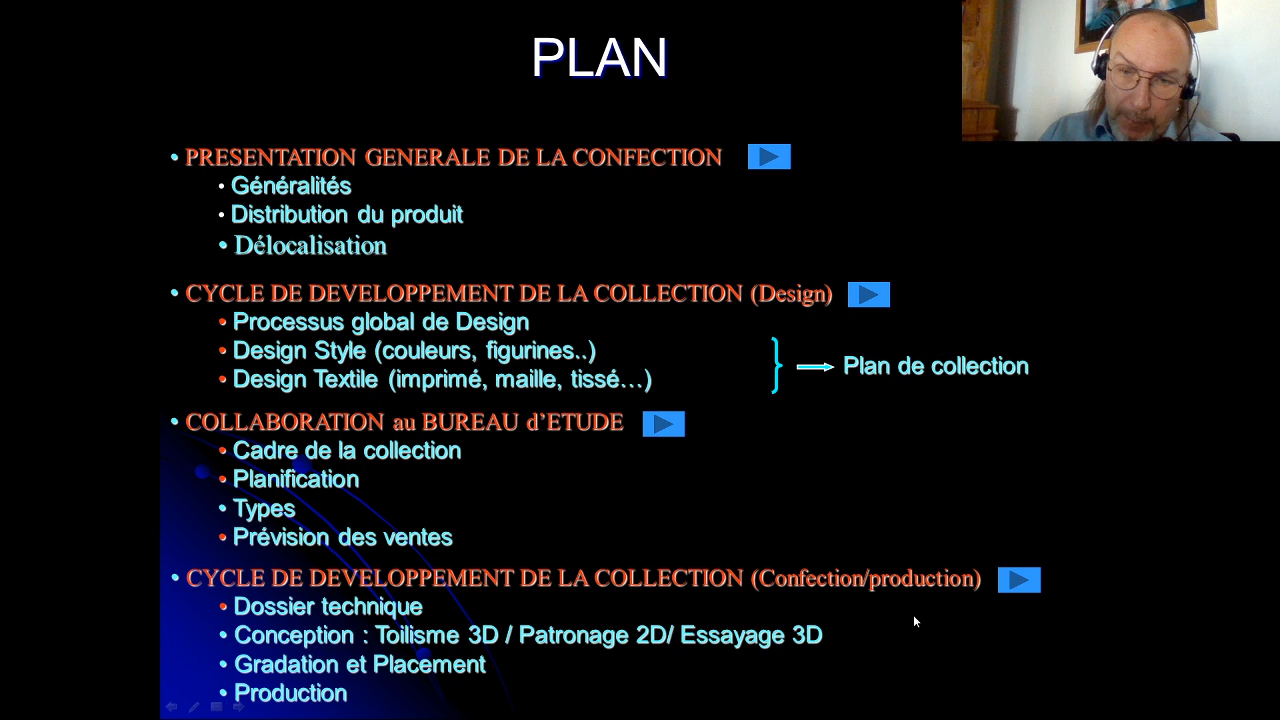 PLAN
• PRESENTATION GENERALE DE LA CONFECTION
• Généralités
• Distribution du produit
• Délocalisation
• CYCLE DE DEVELOPPEMENT DE LA COLLECTION (Design)
• Processus global de Design
• Design Style (couleurs, figurines..)
• Design Textile (imprimé, maille, tissé…)
Plan de collection
• COLLABORATION au BUREAU d’ETUDE
• Cadre de la collection
• Planification
• Types
• Prévision des ventes
• CYCLE DE DEVELOPPEMENT DE LA COLLECTION (Confection/production)
• Dossier technique
• Conception : Toilisme 3D / Patronage 2D/ Essayage 3D
• Gradation et Placement
• Production